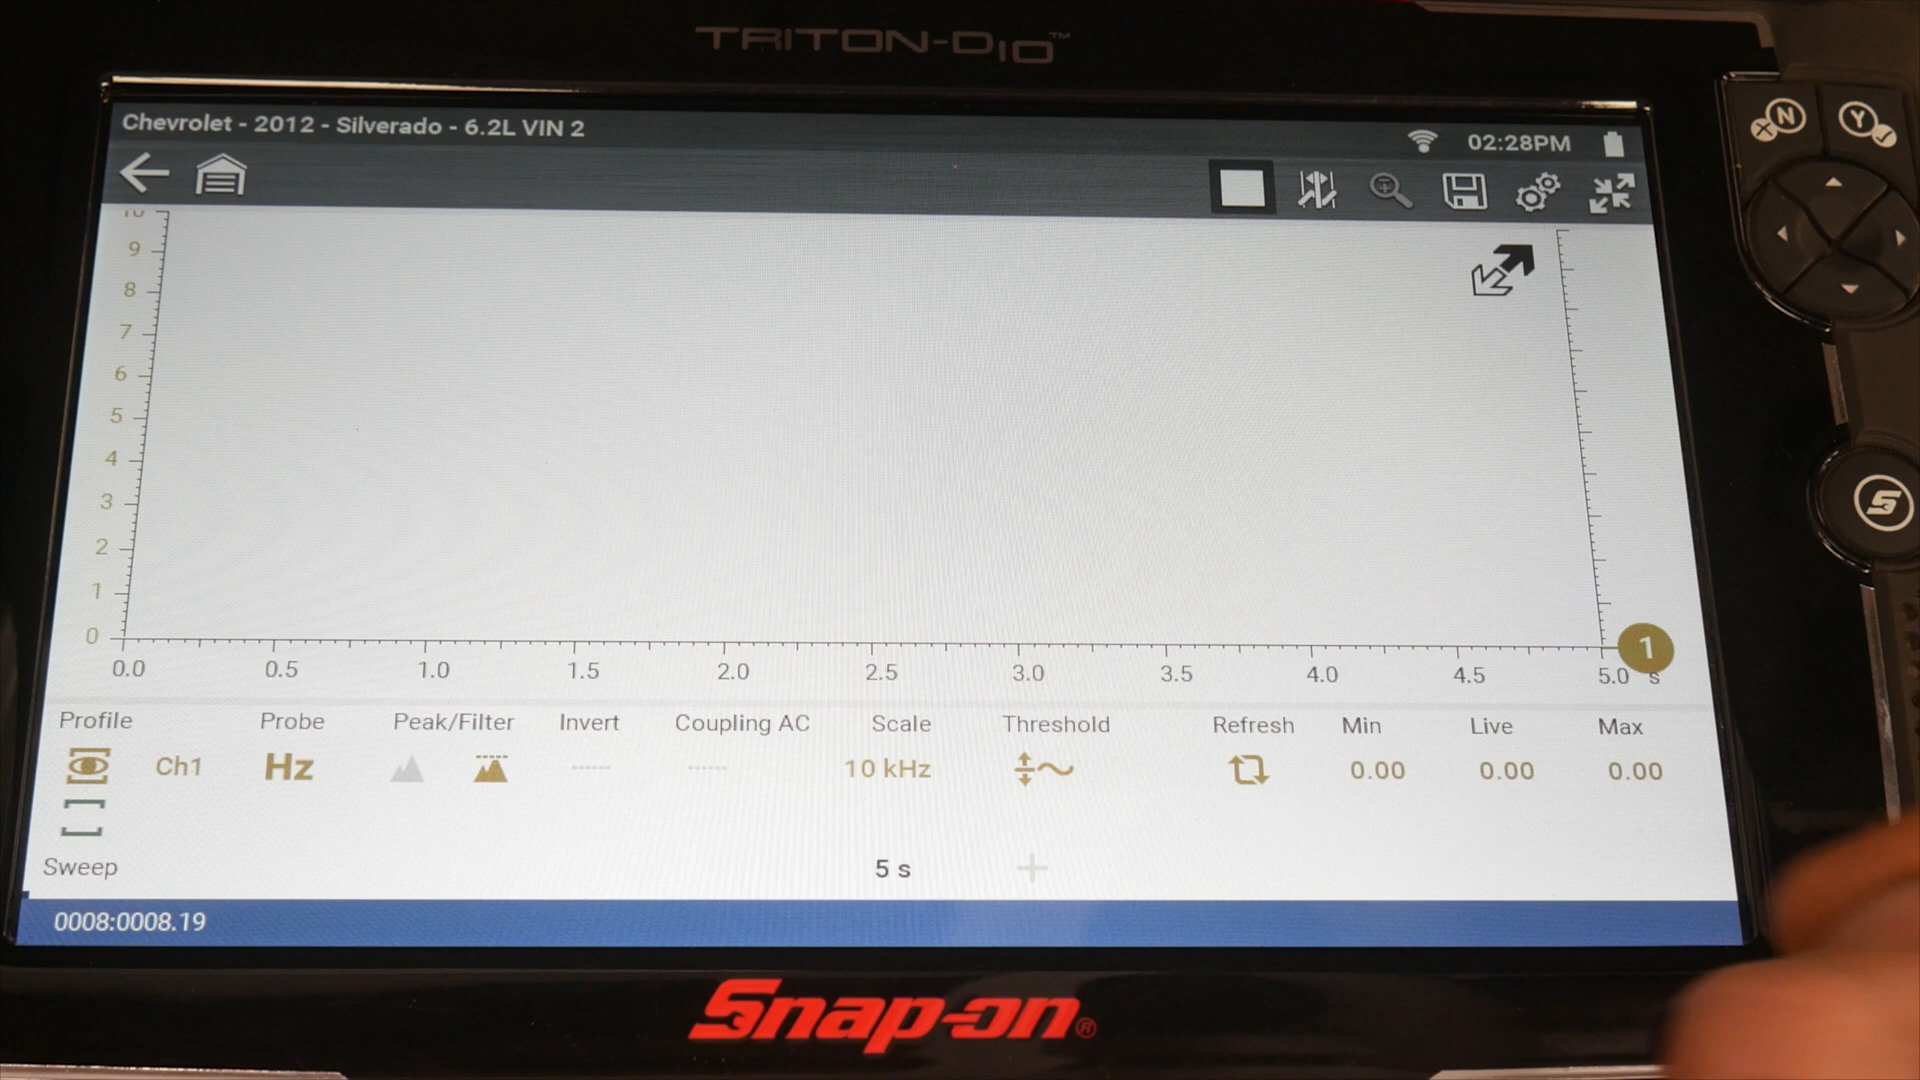 TRITON-D10™
Chevrolet - 2012 - Silverado - 6.2L VIN 2
02:28PM
N
Y
10
9
8
7
6
5
4
3
2
1
0
0.0 0.5 1.0 1.5 2.0 2.5 3.0 3.5 4.0 4.5 5.0 s
1
Profile Probe Peak/Filter Invert Coupling AC Scale Threshold Refresh Min Live Max
Ch1 Hz 10 kHz 0.00 0.00 0.00
Sweep 5 s
0008:0008.19
Snap-on®
S